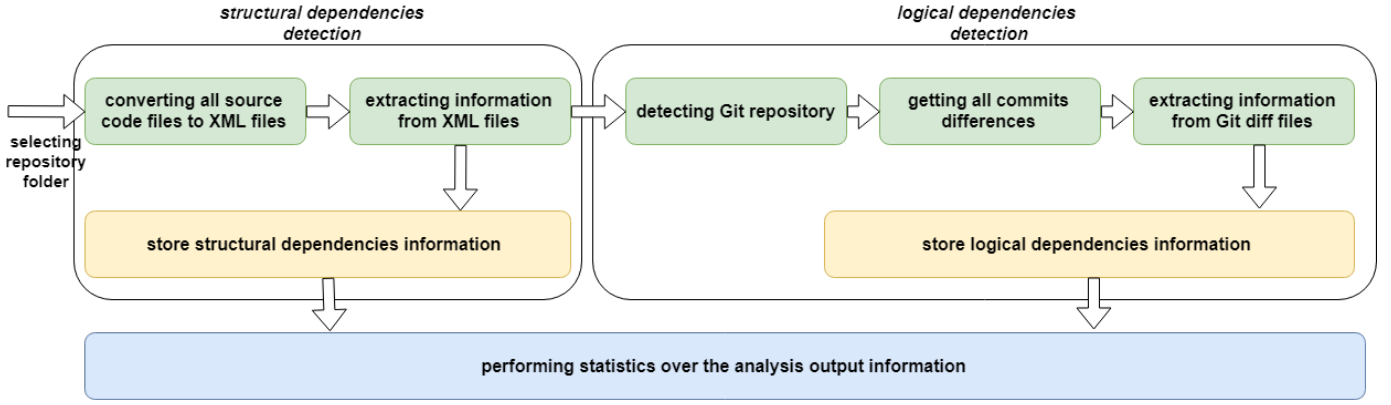 structural dependencies
detection
logical dependencies
detection
selecting
repository
folder
converting all source
code files to XML files
extracting information
from XML files
detecting Git repository
getting all commits
differences
extracting information
from Git diff files
store structural dependencies information
store logical dependencies information
performing statistics over the analysis output information